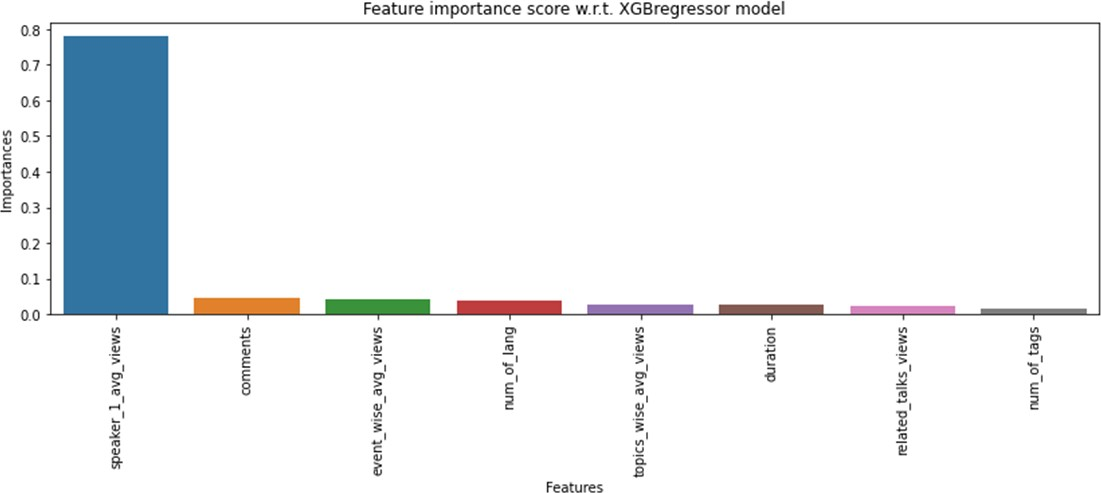 Feature importance score w.r.t. XGBregressor model
Importances
0.8
0.7
0.6
0.5
0.4
0.3
0.2
0.1
0.0
speaker_1_avg_views
comments
event_wise_avg_views
num_of_lang
topics_wise_avg_views
duration
related_talks_views
num_of_tags
Features